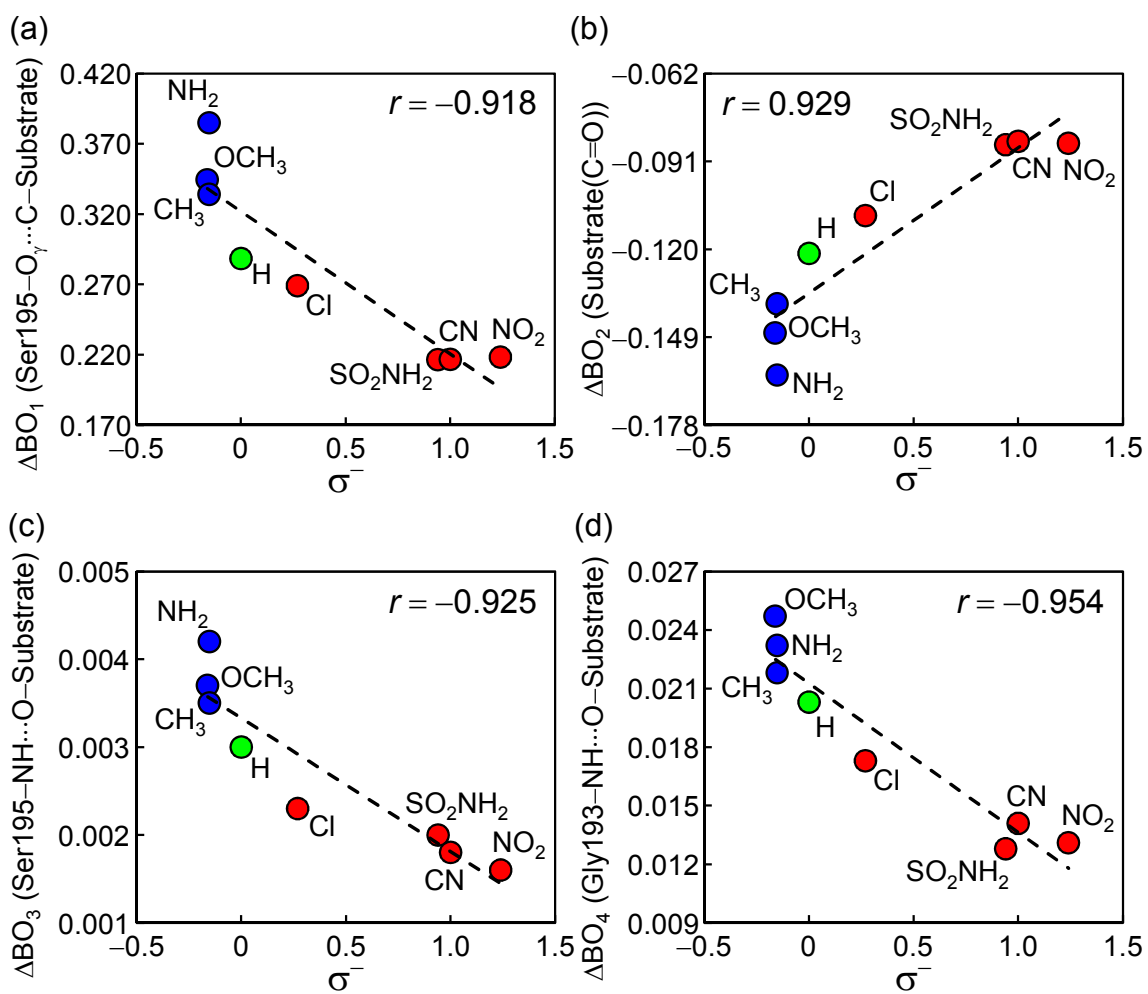 (a)
ΔBO₁ (Ser195−Oᵧ···C−Substrate)
0.420
0.370
0.320
0.270
0.220
0.170
NH₂
OCH₃
CH₃
H
Cl
SO₂NH₂
CN
NO₂
r = −0.918
−0.5
0
0.5
1.0
1.5
σ⁻
(b)
ΔBO₂ (Substrate(C=O))
−0.062
−0.091
−0.120
−0.149
−0.178
r = 0.929
SO₂NH₂
CN
NO₂
Cl
H
CH₃
OCH₃
NH₂
−0.5
0
0.5
1.0
1.5
σ⁻
(c)
ΔBO₃ (Ser195−NH···O−Substrate)
0.005
0.004
0.003
0.002
0.001
NH₂
OCH₃
CH₃
H
Cl
SO₂NH₂
CN
NO₂
r = −0.925
−0.5
0
0.5
1.0
1.5
σ⁻
(d)
ΔBO₄ (Gly193−NH···O−Substrate)
0.027
0.024
0.021
0.018
0.015
0.012
0.009
OCH₃
NH₂
CH₃
H
Cl
CN
SO₂NH₂
NO₂
r = −0.954
−0.5
0
0.5
1.0
1.5
σ⁻